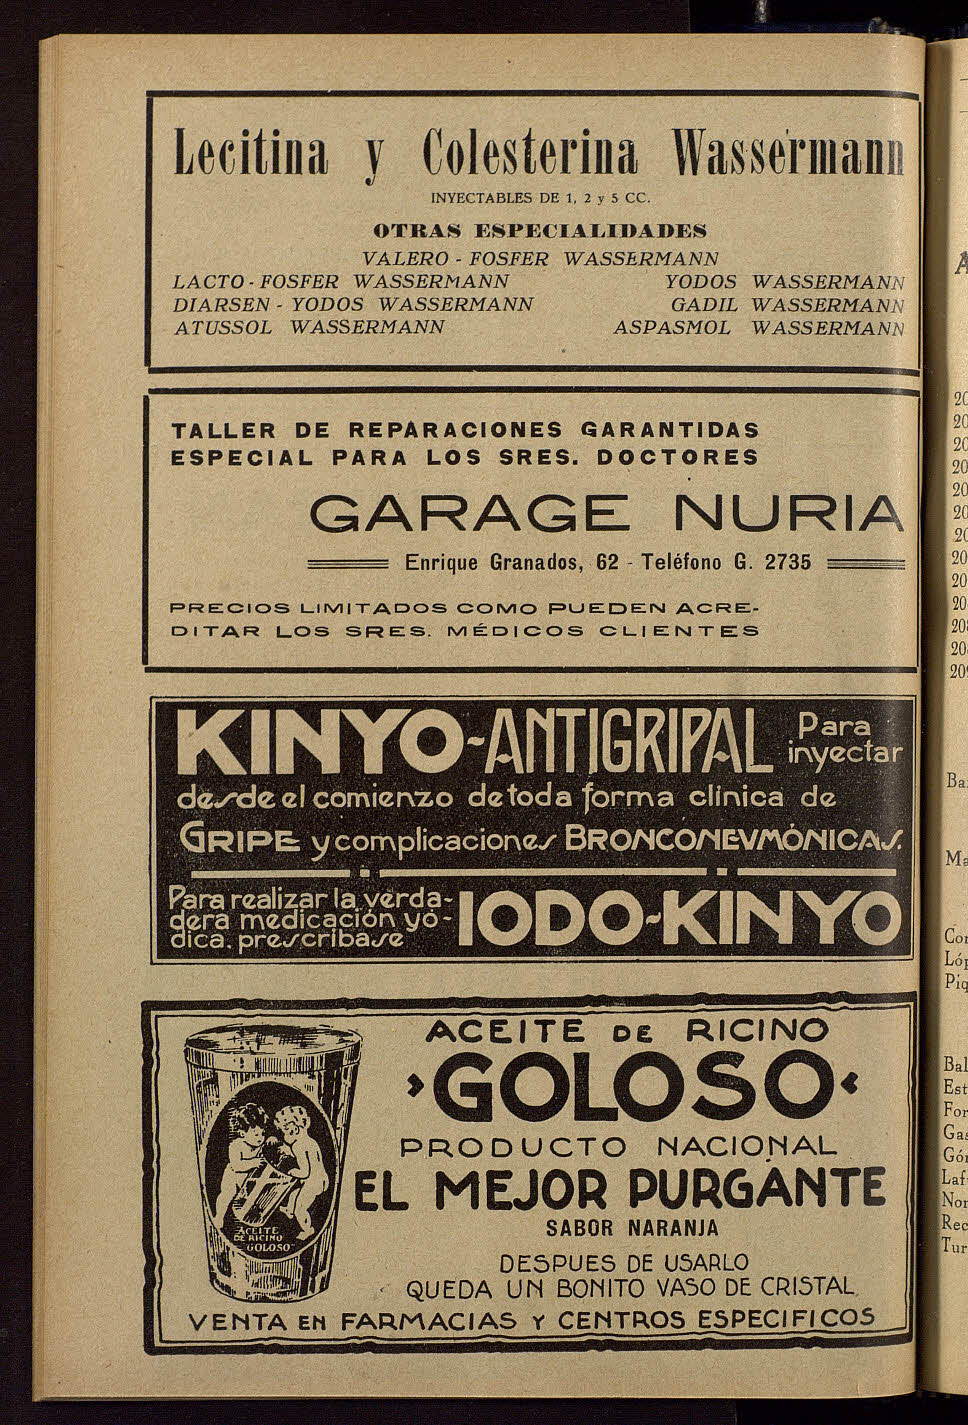 Lecitina y Colesterina Wassermann
INYECTABLES DE 1, 2 y 5 CC.
OTRAS ESPECIALIDADES
VALERO - FOSFER WASSERMANN
LACTO - FOSFER WASSERMANN YODOS WASSERMANN
DIARSEN - YODOS WASSERMANN GADIL WASSERMANN
ATUSSOL WASSERMANN ASPASMOL WASSERMANN
TALLER DE REPARACIONES GARANTIDAS
ESPECIAL PARA LOS SRES. DOCTORES
GARAGE NURIA
Enrique Granados, 62 - Teléfono G. 2735
PRECIOS LIMITADOS COMO PUEDEN ACRE-
DITAR LOS SRES. MÉDICOS CLIENTES
KINYO-ANTIGRIPAL Para
inyectar
desde el comienzo de toda forma clínica de
GRIPE y complicaciones BRONCONEVMÓNICAS.
Para realizar la verda-
dera medicación yó-
dica. prescríbase
IODO-KINYO
ACEITE DE RICINO
GOLOSO
PRODUCTO NACIONAL
EL MEJOR PURGANTE
SABOR NARANJA
DESPUES DE USARLO
QUEDA UN BONITO VASO DE CRISTAL
VENTA EN FARMACIAS Y CENTROS ESPECIFICOS
ACEITE
DE RICINO
GOLOSO